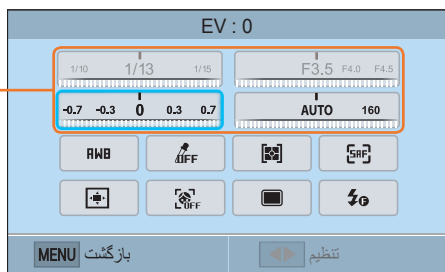 EV : 0
1/10 1/13 1/15 F3.5 F4.0 F4.5
-0.7 -0.3 0 0.3 0.7 AUTO 160
AWB OFF SAF
OFF
بازگشت MENU تنظیم